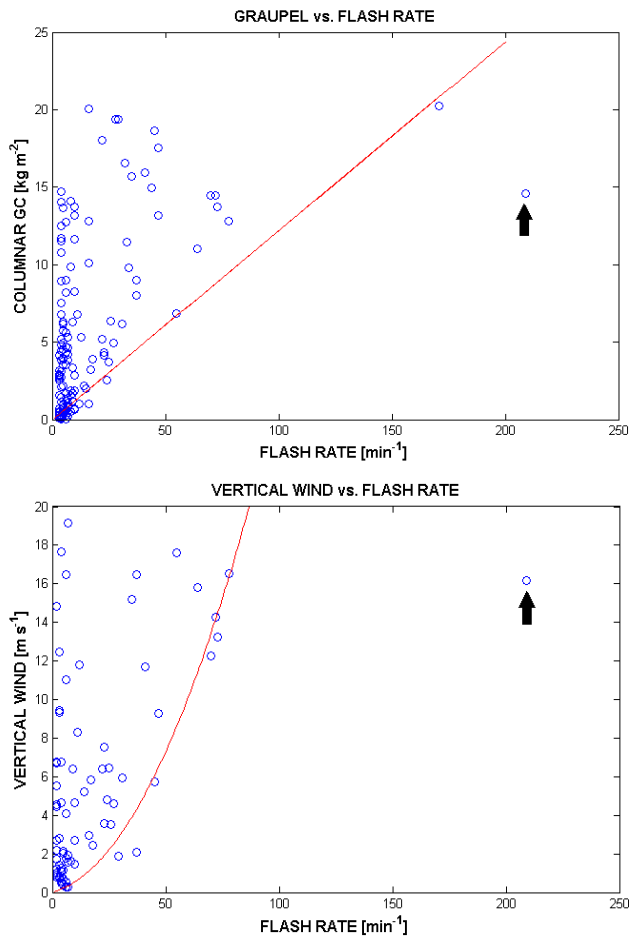 GRAUPEL vs. FLASH RATE
25
20
15
10
5
0
COLUMNAR GC [kg m⁻²]
0 50 100 150 200 250
FLASH RATE [min⁻¹]
VERTICAL WIND vs. FLASH RATE
20
18
16
14
12
10
8
6
4
2
0
VERTICAL WIND [m s⁻¹]
0 50 100 150 200 250
FLASH RATE [min⁻¹]